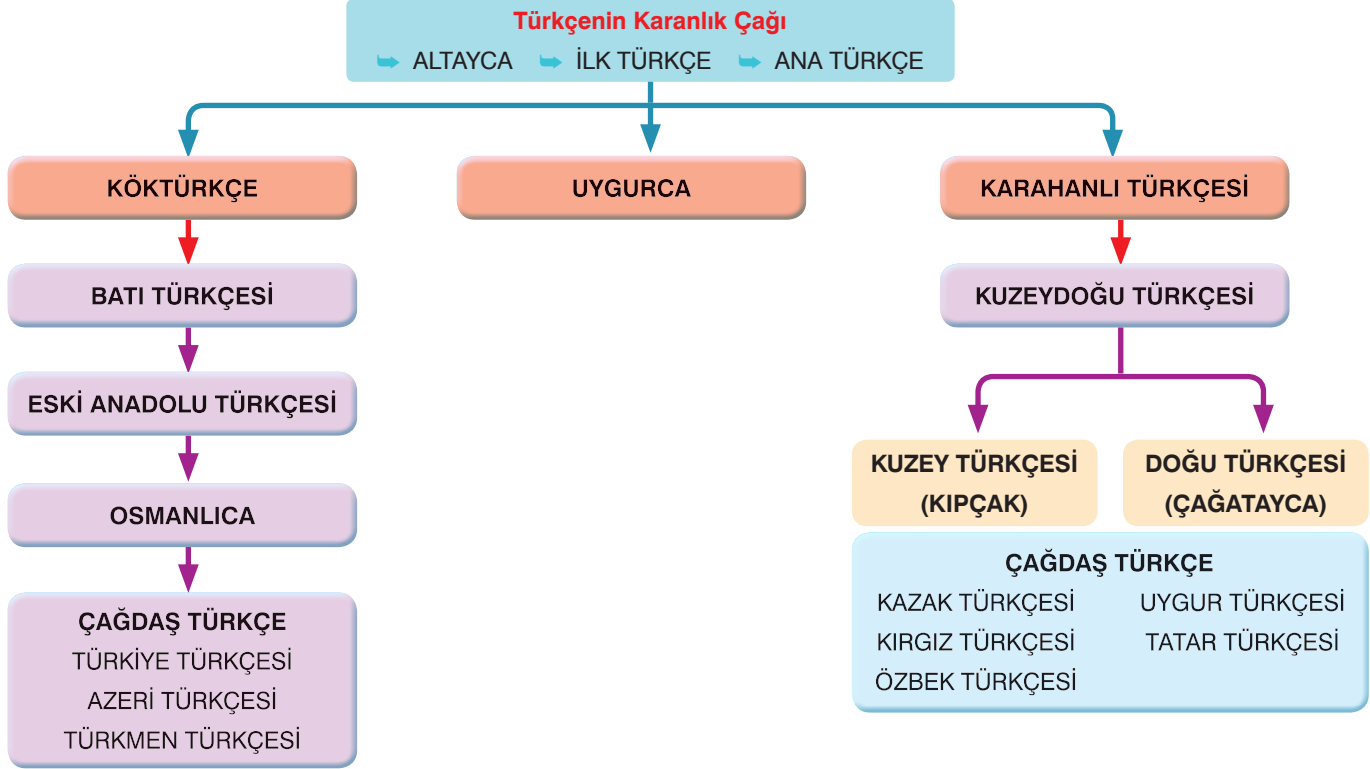 Türkçenin Karanlık Çağı
➥ ALTAYCA ➥ İLK TÜRKÇE ➥ ANA TÜRKÇE
KÖKTÜRKÇE
UYGURCA
KARAHANLI TÜRKÇESİ
BATI TÜRKÇESİ
KUZEYDOĞU TÜRKÇESİ
ESKİ ANADOLU TÜRKÇESİ
KUZEY TÜRKÇESİ
(KIPÇAK)
DOĞU TÜRKÇESİ
(ÇAĞATAYCA)
OSMANLICA
ÇAĞDAŞ TÜRKÇE
TÜRKİYE TÜRKÇESİ
AZERİ TÜRKÇESİ
TÜRKMEN TÜRKÇESİ
ÇAĞDAŞ TÜRKÇE
KAZAK TÜRKÇESİ UYGUR TÜRKÇESİ
KIRGIZ TÜRKÇESİ TATAR TÜRKÇESİ
ÖZBEK TÜRKÇESİ